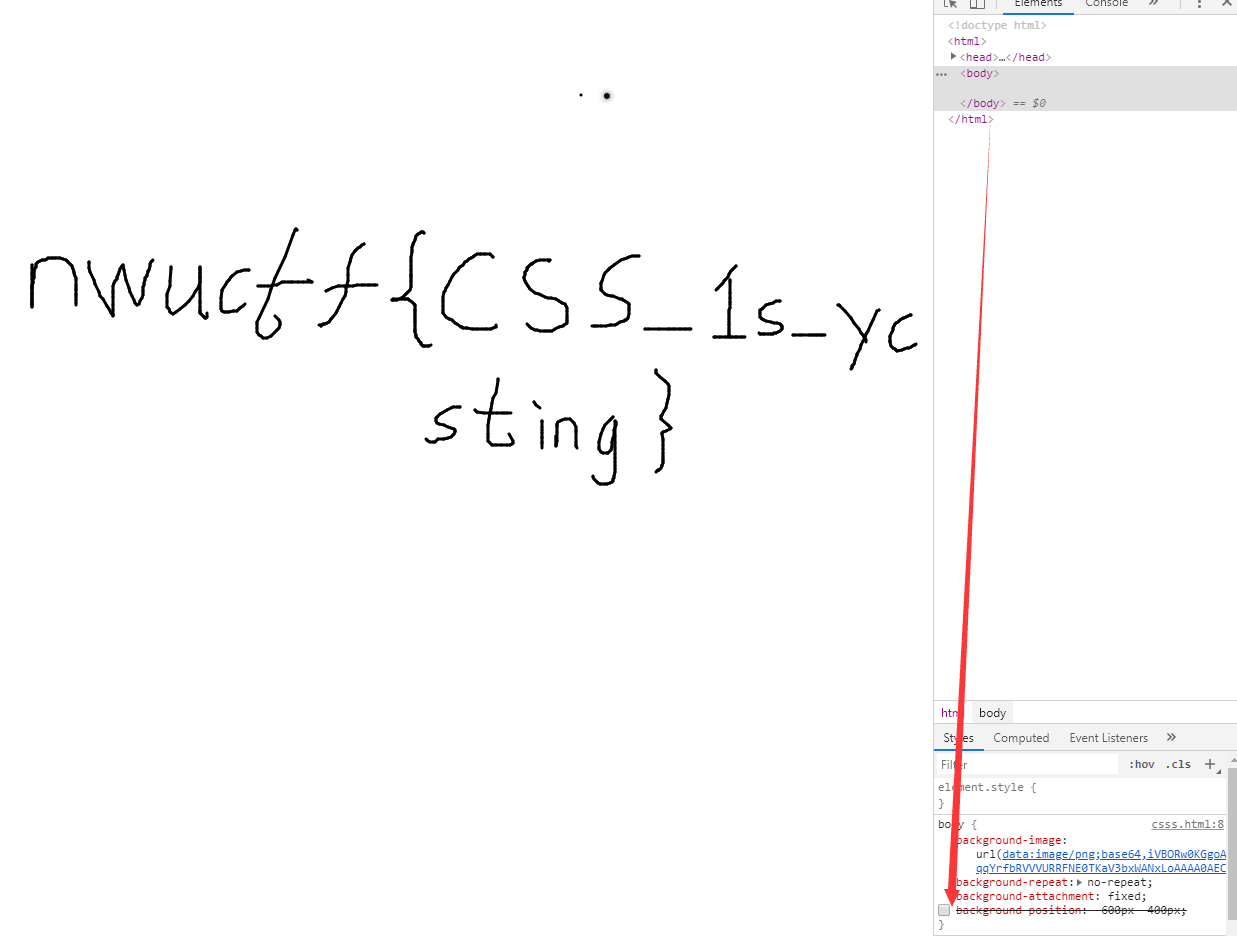 Elements Console »
<!doctype html>
<html>
<head>…</head>
<body>
</body> == $0
</html>
nwuctf{CSS_1s_yc
sting}
html body
Styles Computed Event Listeners »
Filter :hov .cls +
element.style {
}
body { csss.html:8
background-image:
url(data:image/png;base64,iVBORw0KGgoA
qqYrfbRVVVURRFNE0TKaV3bxWANxLoAAAA0AEC
background-repeat: no-repeat;
background-attachment: fixed;
background-position: -600px -400px;
}